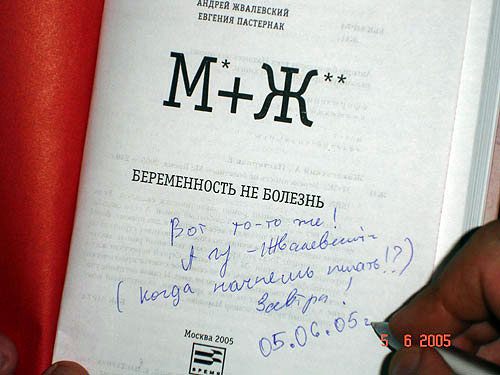 АНДРЕЙ ЖВАЛЕВСКИЙ
ЕВГЕНИЯ ПАСТЕРНАК
М*+Ж**
БЕРЕМЕННОСТЬ НЕ БОЛЕЗНЬ
Вот то-то же!
-Жвалевский
(Когда начнешь писать!?)
Завтра!
05.06.05г
Москва 2005
ВРЕМЯ
5 6 2005